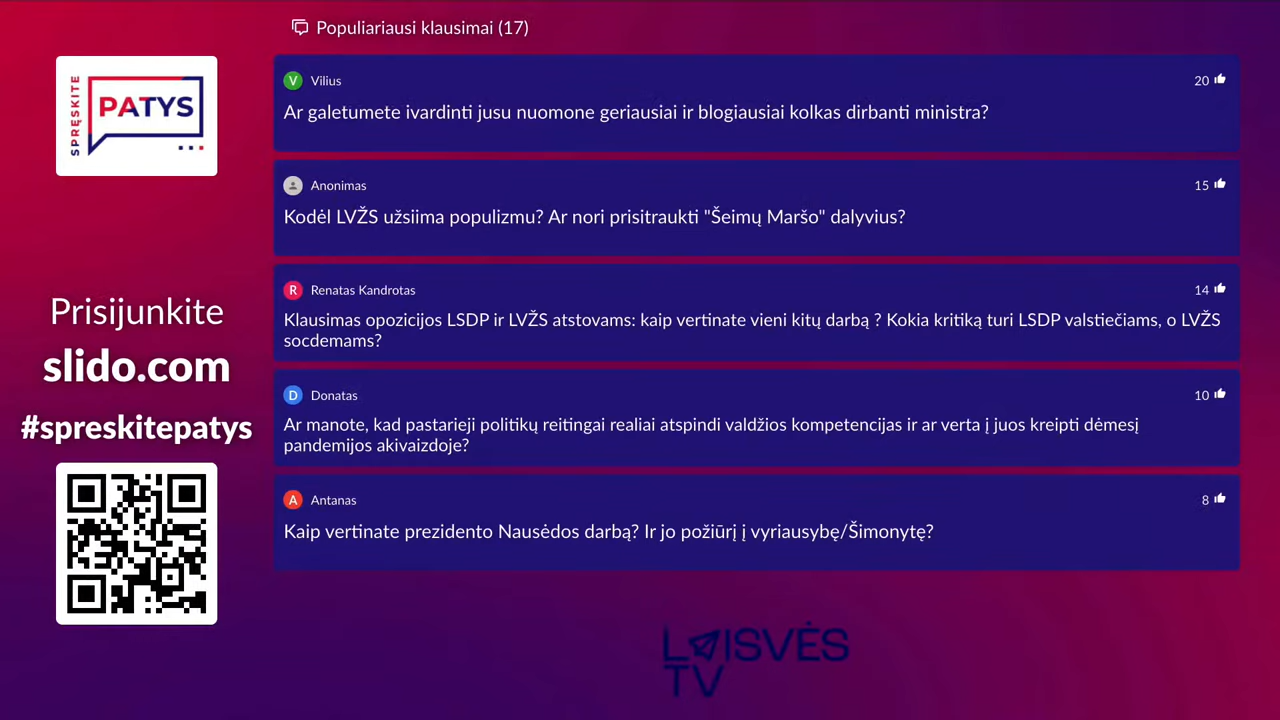 Populiariausi klausimai (17)
SPRĘSKITE
PATYS
V Vilius 20
Ar galetumete ivardinti jusu nuomone geriausiai ir blogiausiai kolkas dirbanti ministra?
Anonimas 15
Kodėl LVŽS užsiima populizmu? Ar nori prisitraukti "Šeimų Maršo" dalyvius?
R Renatas Kandrotas 14
Klausimas opozicijos LSDP ir LVŽS atstovams: kaip vertinate vieni kitų darbą ? Kokia kritiką turi LSDP valstiečiams, o LVŽS
socdemams?
D Donatas 10
Ar manote, kad pastarieji politikų reitingai realiai atspindi valdžios kompetencijas ir ar verta į juos kreipti dėmesį
pandemijos akivaizdoje?
A Antanas 8
Kaip vertinate prezidento Nausėdos darbą? Ir jo požiūrį į vyriausybę/Šimonytę?
Prisijunkite
slido.com
#spreskitepatys
LAISVĖS
TV